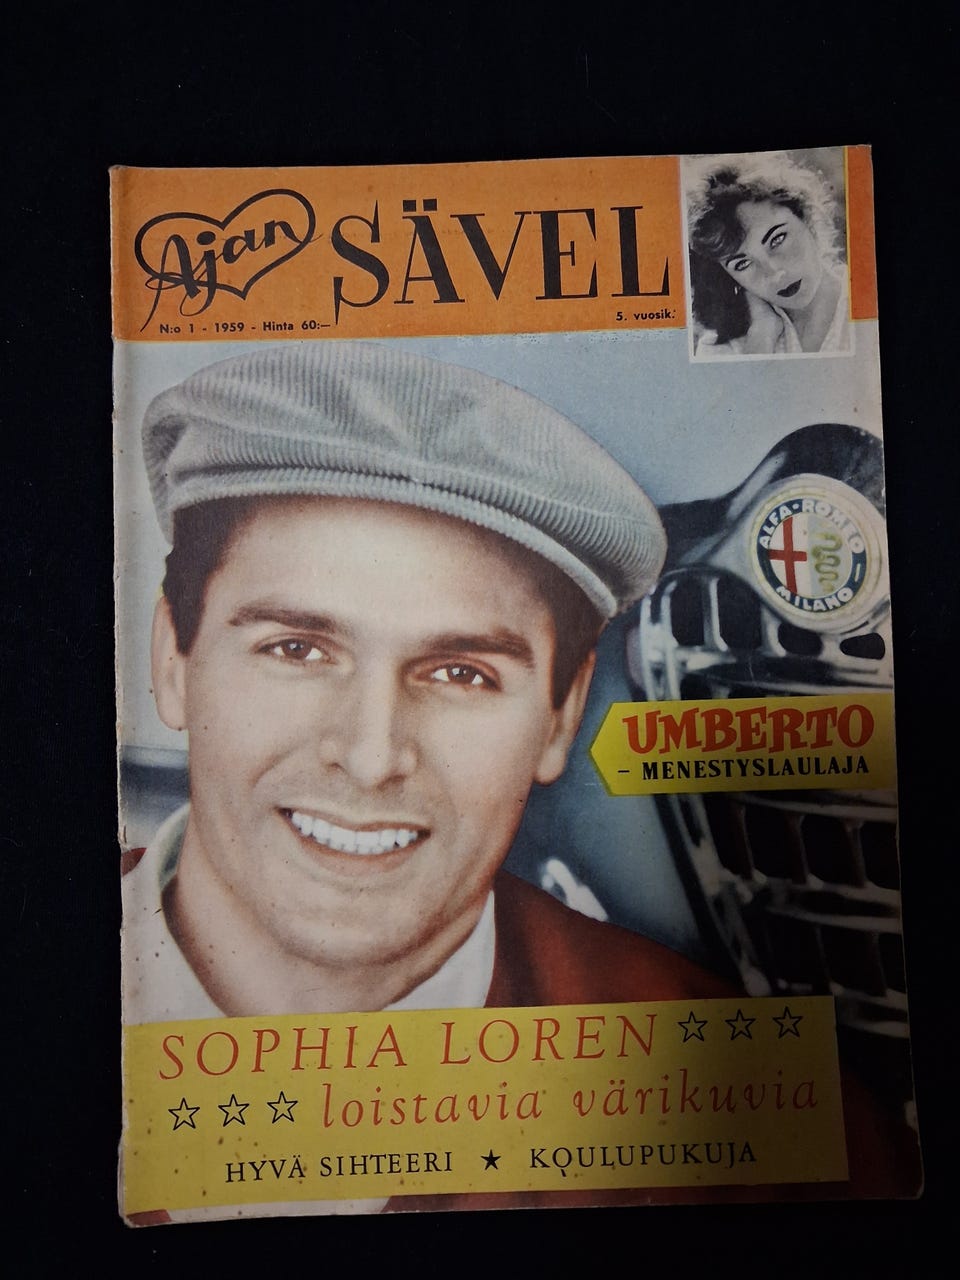 Ajan SÄVEL
N:o 1 - 1959 - Hinta 60:—
5. vuosik.
ALFA·ROMEO
MILANO
UMBERTO
– MENESTYSLAULAJA
SOPHIA LOREN ☆ ☆ ☆
☆ ☆ ☆ loistavia värikuvia
HYVÄ SIHTEERI ★ KOULUPUKUJA